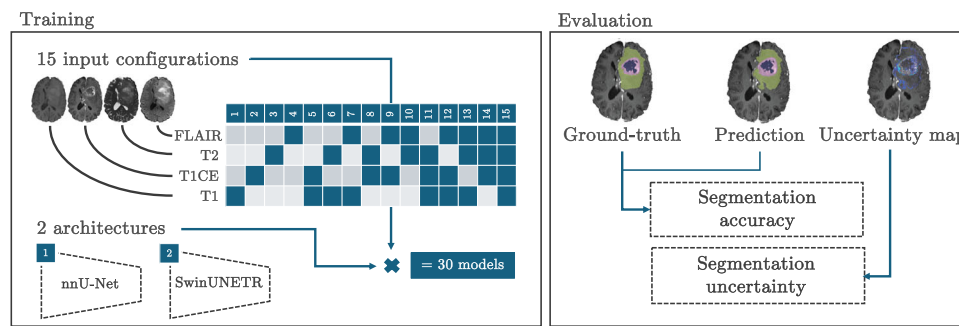 Training
15 input configurations
1 2 3 4 5 6 7 8 9 10 11 12 13 14 15
FLAIR
T2
T1CE
T1
2 architectures
1
nnU-Net
2
SwinUNETR
= 30 models
Evaluation
Ground-truth
Prediction
Uncertainty map
Segmentation
accuracy
Segmentation
uncertainty